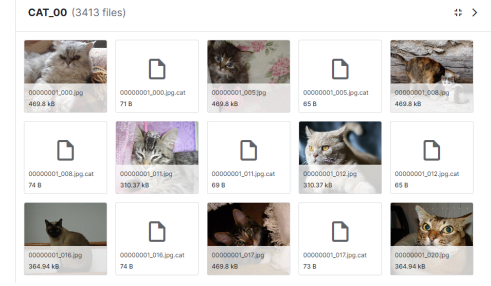 CAT_00 (3413 files)
00000001_000.jpg
469.8 kB
00000001_000.jpg.cat
71 B
00000001_005.jpg
469.8 kB
00000001_005.jpg.cat
65 B
00000001_008.jpg
469.8 kB
00000001_008.jpg.cat
74 B
00000001_011.jpg
310.37 kB
00000001_011.jpg.cat
69 B
00000001_012.jpg
310.37 kB
00000001_012.jpg.cat
65 B
00000001_016.jpg
364.94 kB
00000001_016.jpg.cat
74 B
00000001_017.jpg
469.8 kB
00000001_017.jpg.cat
73 B
00000001_020.jpg
364.94 kB